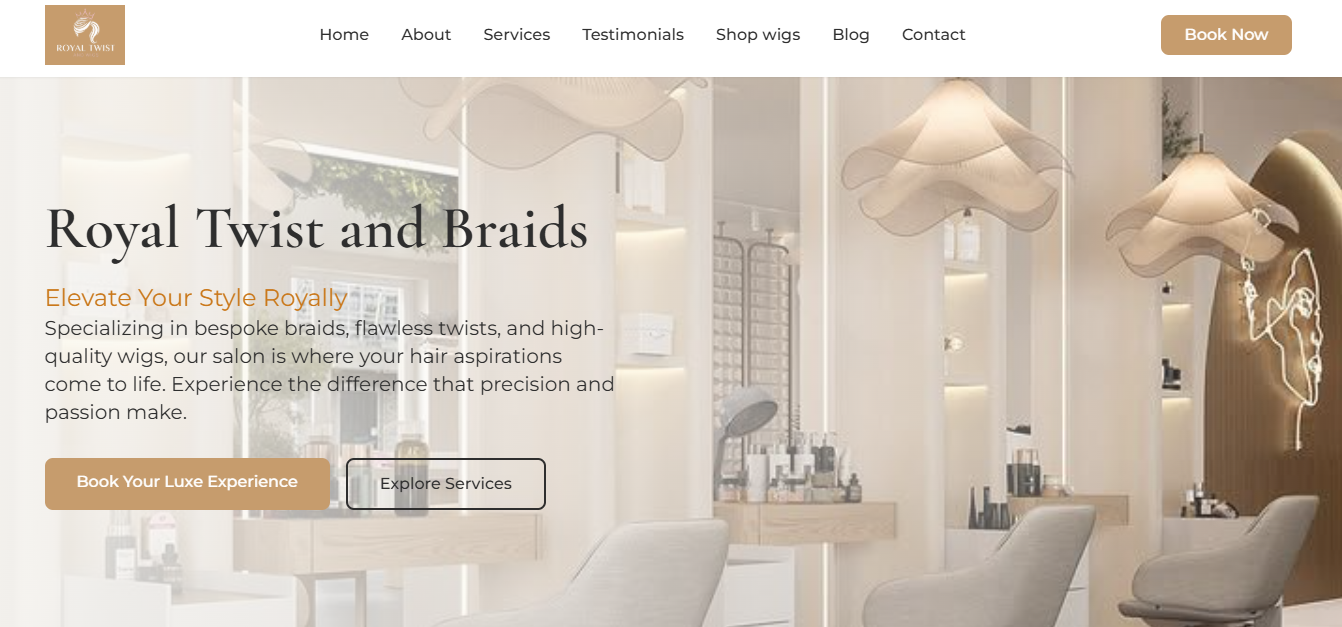 ROYAL TWIST
Home About Services Testimonials Shop wigs Blog Contact
Book Now
Royal Twist and Braids
Elevate Your Style Royally
Specializing in bespoke braids, flawless twists, and high-
quality wigs, our salon is where your hair aspirations
come to life. Experience the difference that precision and
passion make.
Book Your Luxe Experience
Explore Services